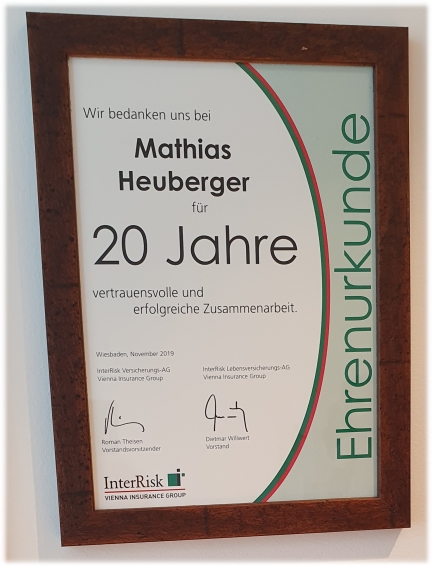 Wir bedanken uns bei
Mathias
Heuberger
für
20 Jahre
vertrauensvolle und
erfolgreiche Zusammenarbeit.
Wiesbaden, November 2019
InterRisk Versicherungs-AG
Vienna Insurance Group
Roman Theisen
Vorstandsvorsitzender
InterRisk Lebensversicherungs-AG
Vienna Insurance Group
Dietmar Willwert
Vorstand
InterRisk
VIENNA INSURANCE GROUP
Ehrenurkunde